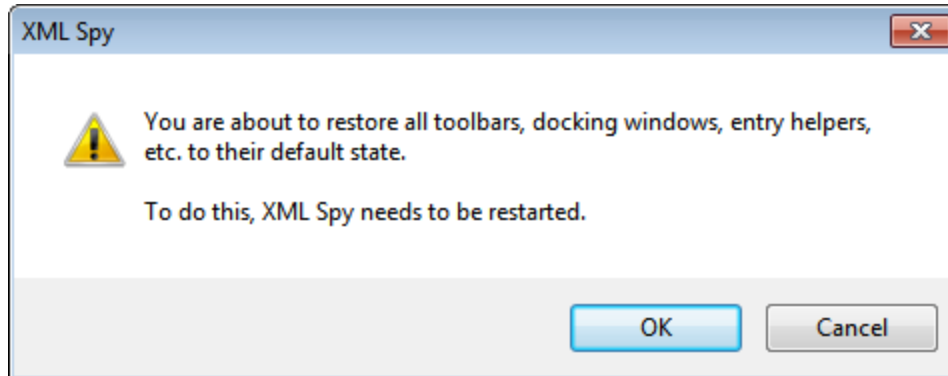 XML Spy
You are about to restore all toolbars, docking windows, entry helpers,
etc. to their default state.
To do this, XML Spy needs to be restarted.
OK
Cancel